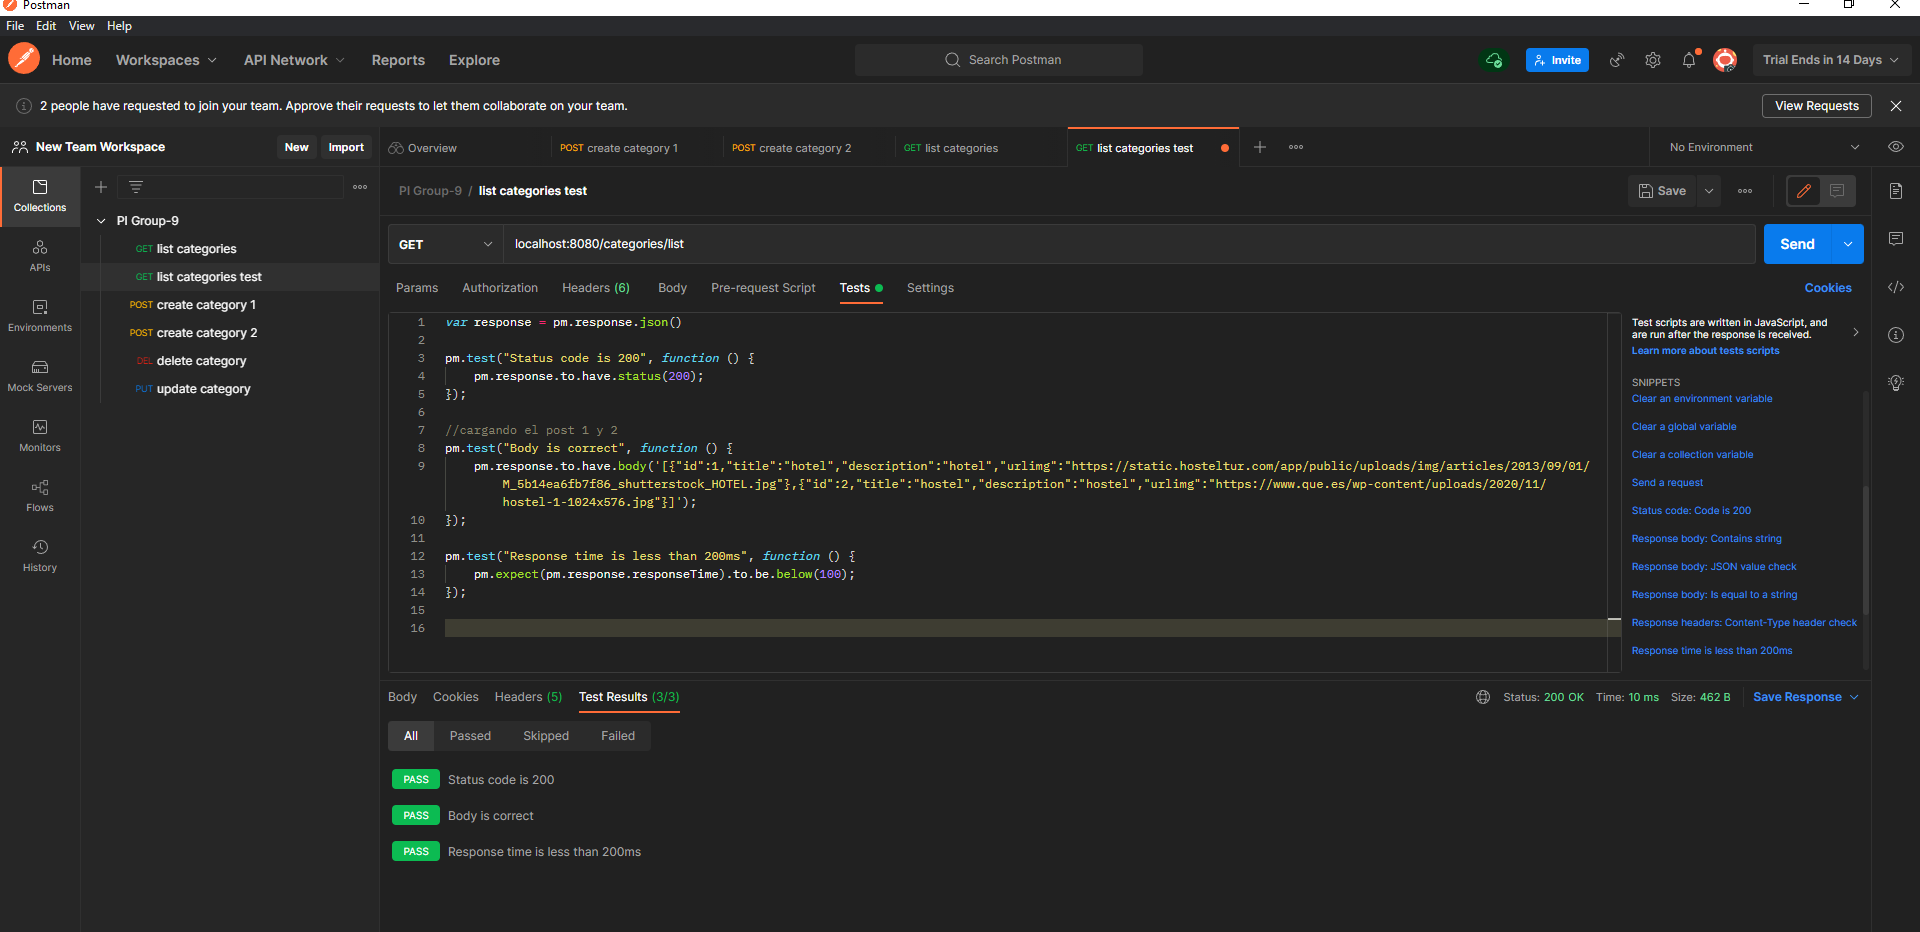 Postman
File Edit View Help
Home Workspaces API Network Reports Explore Search Postman Invite Trial Ends in 14 Days
2 people have requested to join your team. Approve their requests to let them collaborate on your team. View Requests
New Team Workspace New Import Overview POST create category 1 POST create category 2 GET list categories GET list categories test No Environment
Collections
APIs
Environments
Mock Servers
Monitors
Flows
History
PI Group-9
GET list categories
GET list categories test
POST create category 1
POST create category 2
DEL delete category
PUT update category
PI Group-9 / list categories test Save
GET localhost:8080/categories/list Send
Params Authorization Headers (6) Body Pre-request Script Tests Settings Cookies
1 var response = pm.response.json()
2
3 pm.test("Status code is 200", function () {
4 pm.response.to.have.status(200);
5 });
6
7 //cargando el post 1 y 2
8 pm.test("Body is correct", function () {
9 pm.response.to.have.body('[{"id":1,"title":"hotel","description":"hotel","urlimg":"https://static.hosteltur.com/app/public/uploads/img/articles/2013/09/01/
M_5b14ea6fb7f86_shutterstock_HOTEL.jpg"},{"id":2,"title":"hostel","description":"hostel","urlimg":"https://www.que.es/wp-content/uploads/2020/11/
hostel-1-1024x576.jpg"}]');
10 });
11
12 pm.test("Response time is less than 200ms", function () {
13 pm.expect(pm.response.responseTime).to.be.below(100);
14 });
15
16
Test scripts are written in JavaScript, and
are run after the response is received.
Learn more about tests scripts
SNIPPETS
Clear an environment variable
Clear a global variable
Clear a collection variable
Send a request
Status code: Code is 200
Response body: Contains string
Response body: JSON value check
Response body: Is equal to a string
Response headers: Content-Type header check
Response time is less than 200ms
Body Cookies Headers (5) Test Results (3/3) Status: 200 OK Time: 10 ms Size: 462 B Save Response
All Passed Skipped Failed
PASS Status code is 200
PASS Body is correct
PASS Response time is less than 200ms